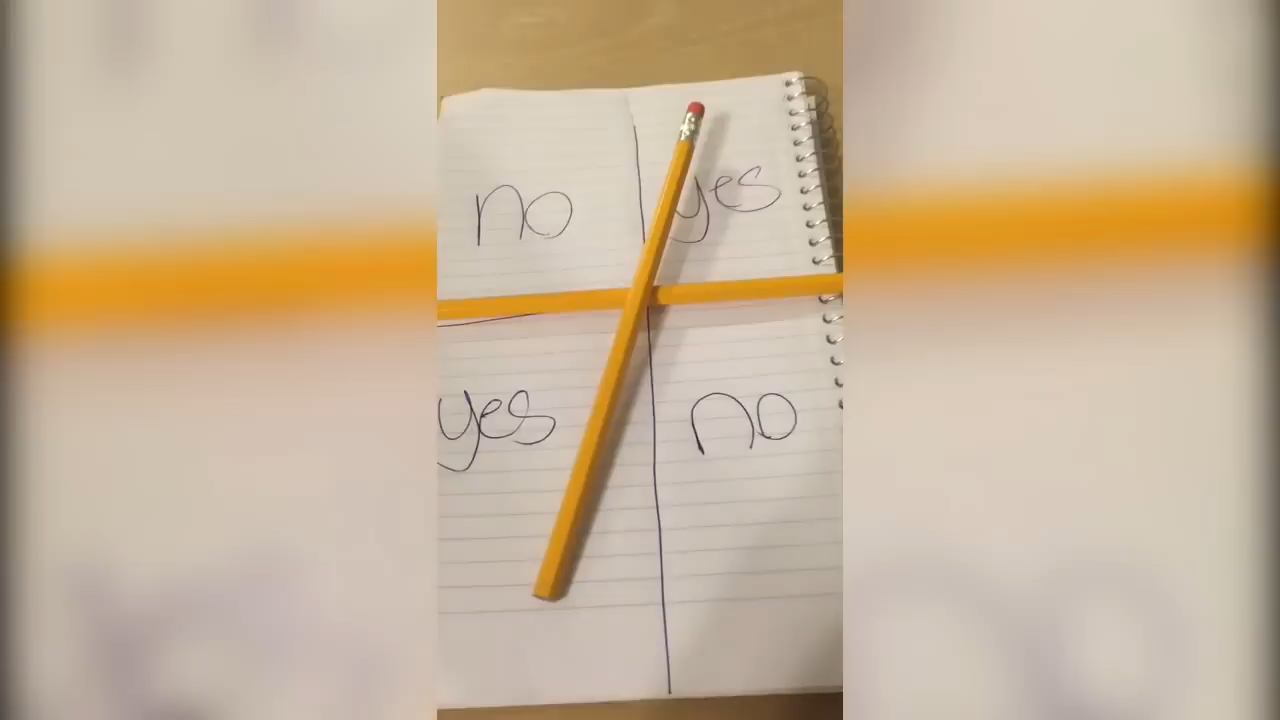 no yes
yes no